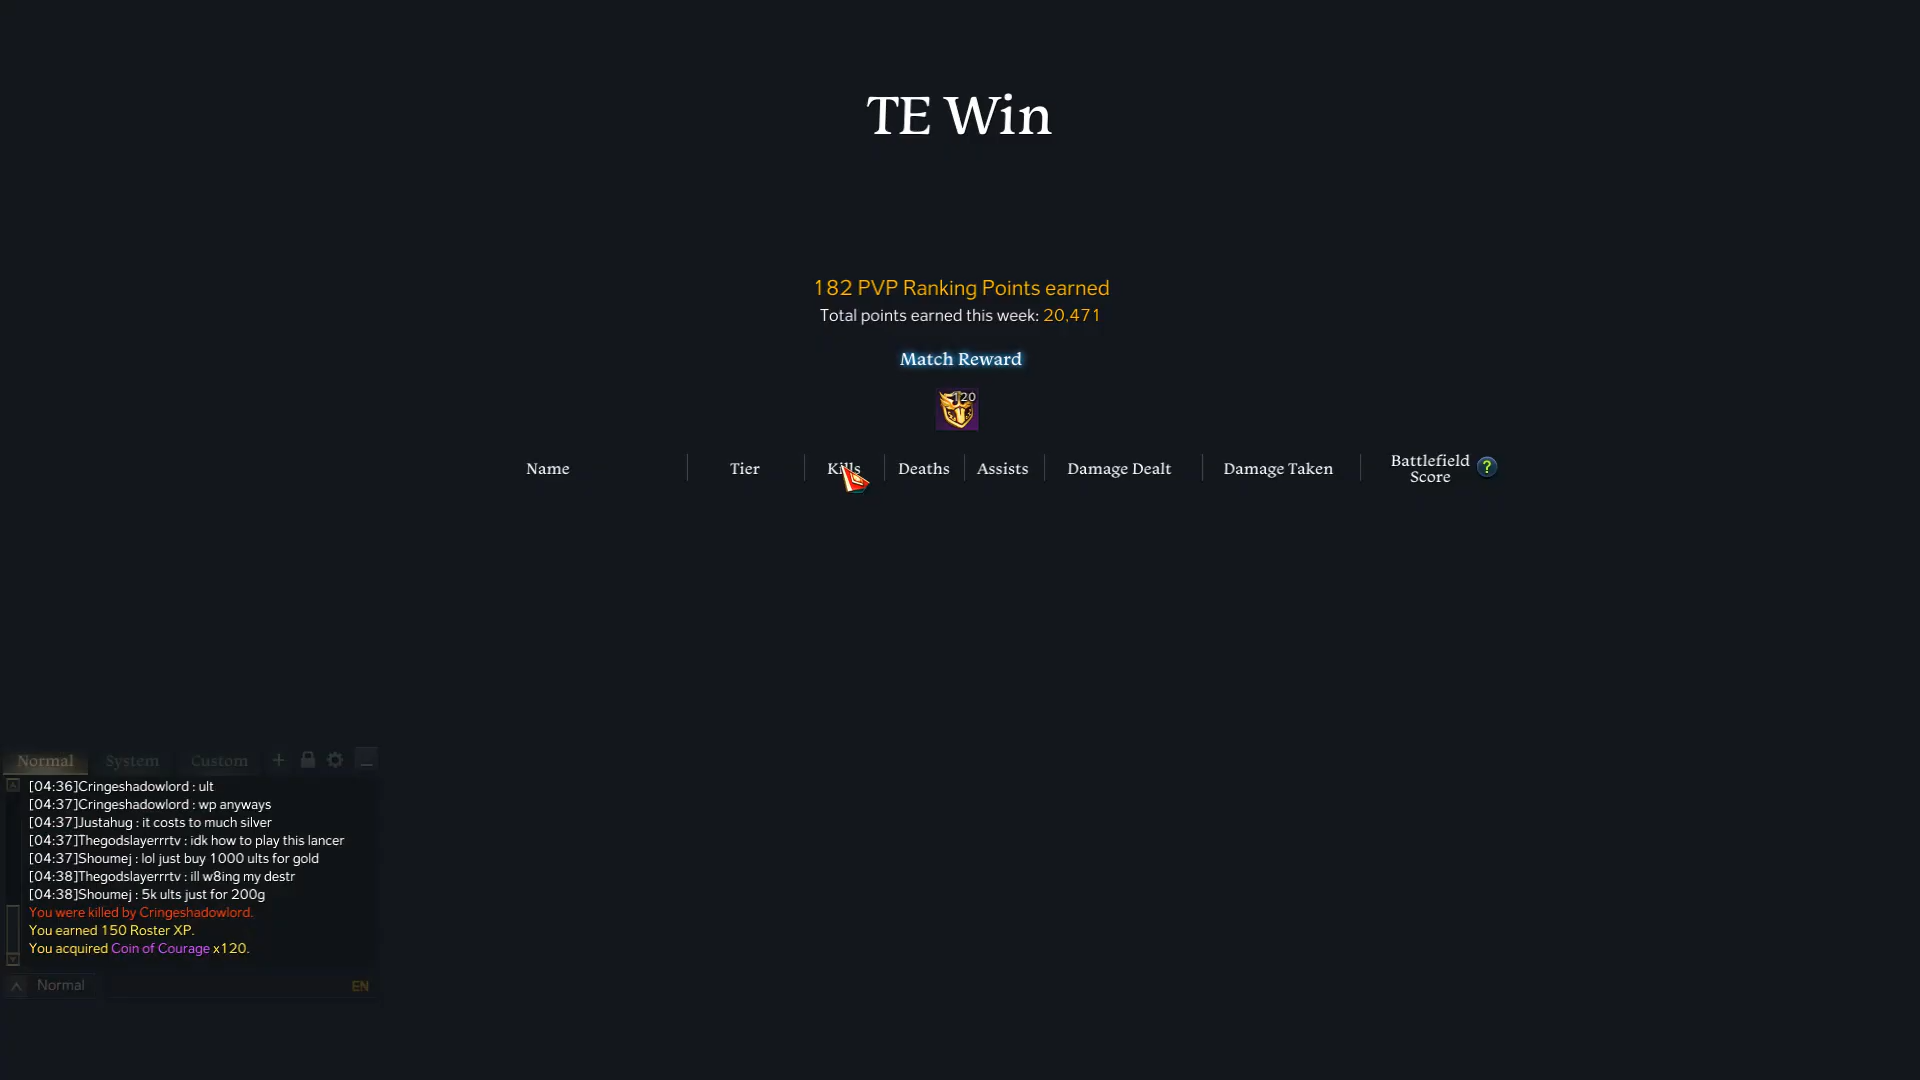 TE Win
182 PVP Ranking Points earned
Total points earned this week: 20,471
Match Reward
120
Name Tier Kills Deaths Assists Damage Dealt Damage Taken Battlefield Score ?
Normal System Custom +
[04:36]Cringeshadowlord : ult
[04:37]Cringeshadowlord : wp anyways
[04:37]Justahug : it costs to much silver
[04:37]Thegodslayerrrtv : idk how to play this lancer
[04:37]Shoumej : lol just buy 1000 ults for gold
[04:38]Thegodslayerrrtv : ill w8ing my destr
[04:38]Shoumej : 5k ults just for 200g
You were killed by Cringeshadowlord.
You earned 150 Roster XP.
You acquired Coin of Courage x120.
Normal EN